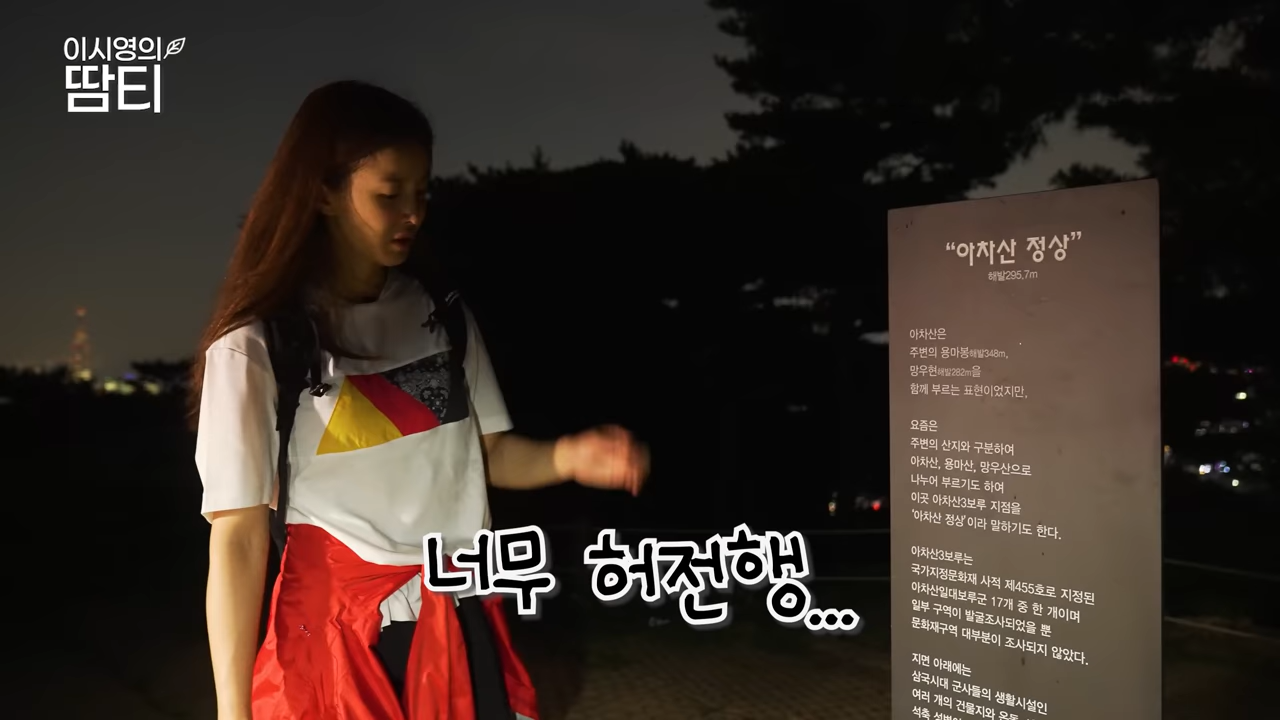 이시영의
땀티
“아차산 정상”
해발295.7m
아차산은
주변의 용마봉해발348m,
망우현해발282m을
함께 부르는 표현이었지만,
요즘은
주변의 산지와 구분하여
아차산, 용마산, 망우산으로
나누어 부르기도 하여
이곳 아차산3보루 지점을
'아차산 정상'이라 말하기도 한다.
아차산3보루는
국가지정문화재 사적 제455호로 지정된
아차산일대보루군 17개 중 한 개이며
일부 구역이 발굴조사되었을 뿐
문화재구역 대부분이 조사되지 않았다.
지면 아래에는
삼국시대 군사들의 생활시설인
여러 개의 건물지와 온돌
석축 성벽
너무 허전행...